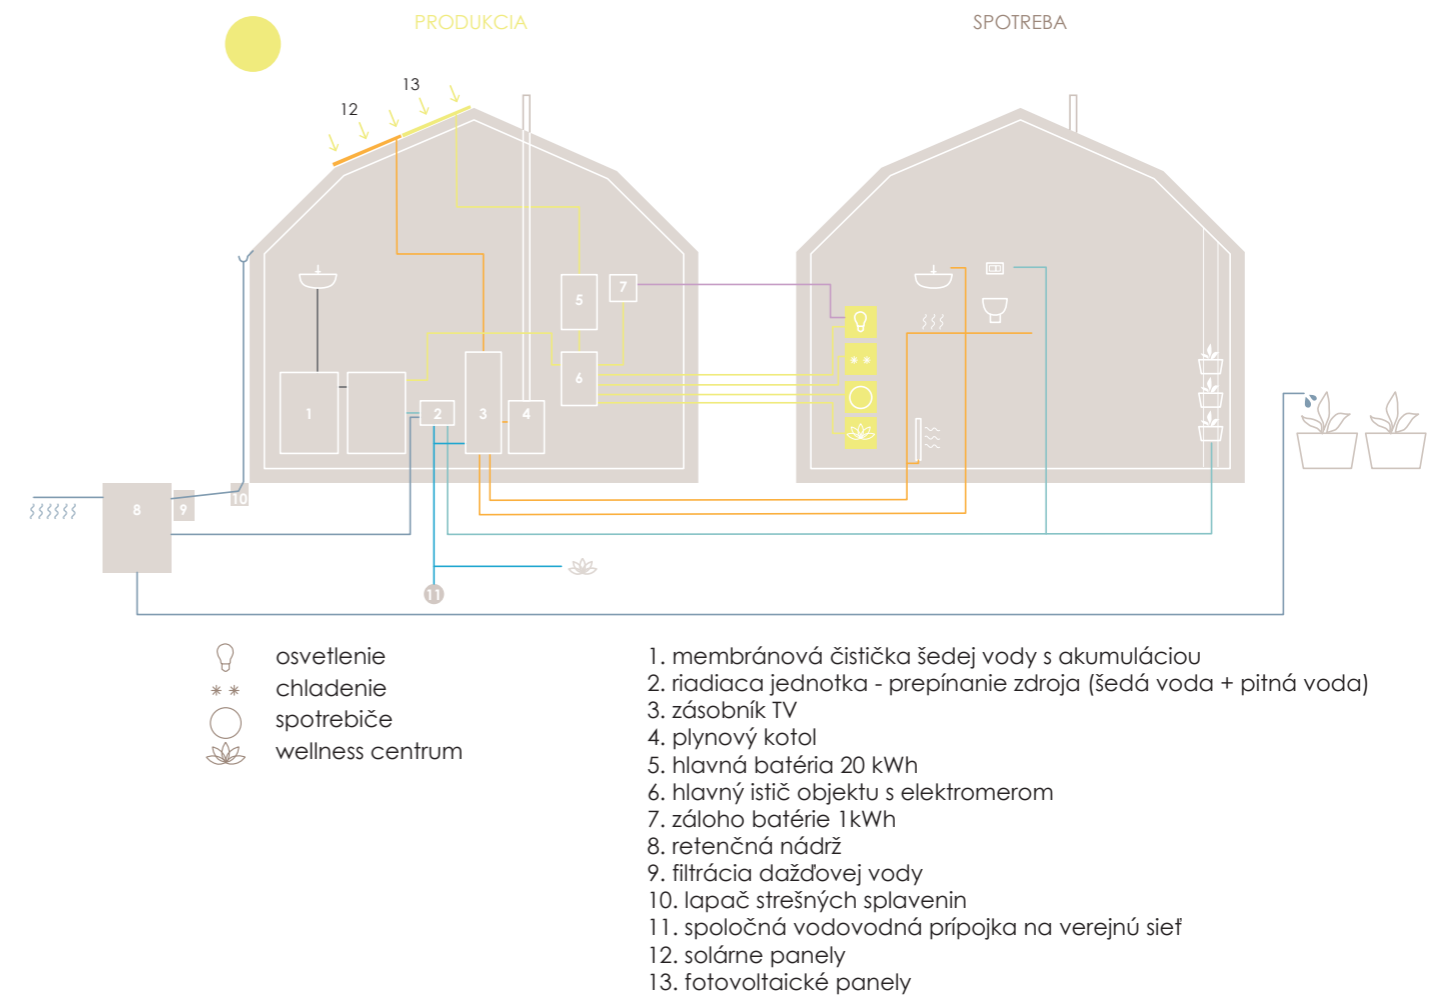 PRODUKCIA
SPOTREBA
13
12
5
7
6
1
2
3
4
8
9
10
11
osvetlenie
chladenie
spotrebiče
wellness centrum
1. membránová čistička šedej vody s akumuláciou
2. riadiaca jednotka - prepínanie zdroja (šedá voda + pitná voda)
3. zásobník TV
4. plynový kotol
5. hlavná batéria 20 kWh
6. hlavný istič objektu s elektromerom
7. záloho batérie 1kWh
8. retenčná nádrž
9. filtrácia dažďovej vody
10. lapač strešných splavenin
11. spoločná vodovodná prípojka na verejnú sieť
12. solárne panely
13. fotovoltaické panely